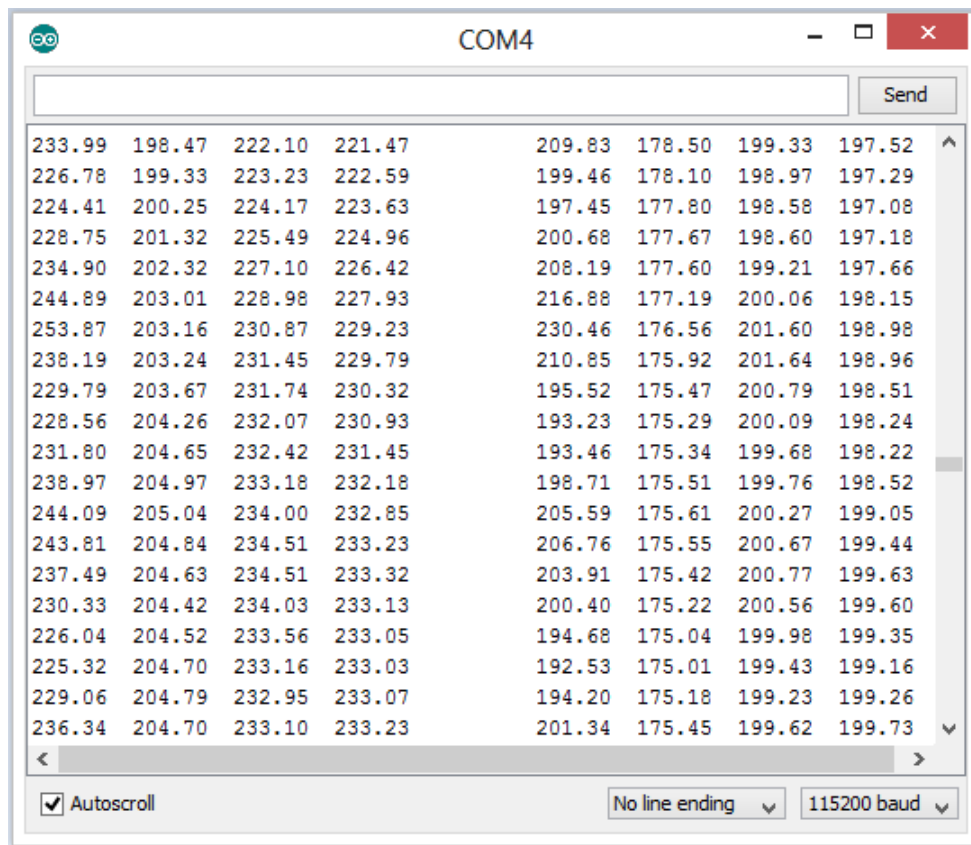 COM4
Send
233.99 198.47 222.10 221.47 209.83 178.50 199.33 197.52
226.78 199.33 223.23 222.59 199.46 178.10 198.97 197.29
224.41 200.25 224.17 223.63 197.45 177.80 198.58 197.08
228.75 201.32 225.49 224.96 200.68 177.67 198.60 197.18
234.90 202.32 227.10 226.42 208.19 177.60 199.21 197.66
244.89 203.01 228.98 227.93 216.88 177.19 200.06 198.15
253.87 203.16 230.87 229.23 230.46 176.56 201.60 198.98
238.19 203.24 231.45 229.79 210.85 175.92 201.64 198.96
229.79 203.67 231.74 230.32 195.52 175.47 200.79 198.51
228.56 204.26 232.07 230.93 193.23 175.29 200.09 198.24
231.80 204.65 232.42 231.45 193.46 175.34 199.68 198.22
238.97 204.97 233.18 232.18 198.71 175.51 199.76 198.52
244.09 205.04 234.00 232.85 205.59 175.61 200.27 199.05
243.81 204.84 234.51 233.23 206.76 175.55 200.67 199.44
237.49 204.63 234.51 233.32 203.91 175.42 200.77 199.63
230.33 204.42 234.03 233.13 200.40 175.22 200.56 199.60
226.04 204.52 233.56 233.05 194.68 175.04 199.98 199.35
225.32 204.70 233.16 233.03 192.53 175.01 199.43 199.16
229.06 204.79 232.95 233.07 194.20 175.18 199.23 199.26
236.34 204.70 233.10 233.23 201.34 175.45 199.62 199.73
Autoscroll No line ending 115200 baud